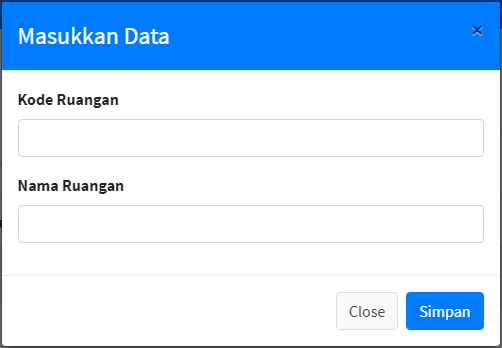 Masukkan Data
×
Kode Ruangan
Nama Ruangan
Close
Simpan